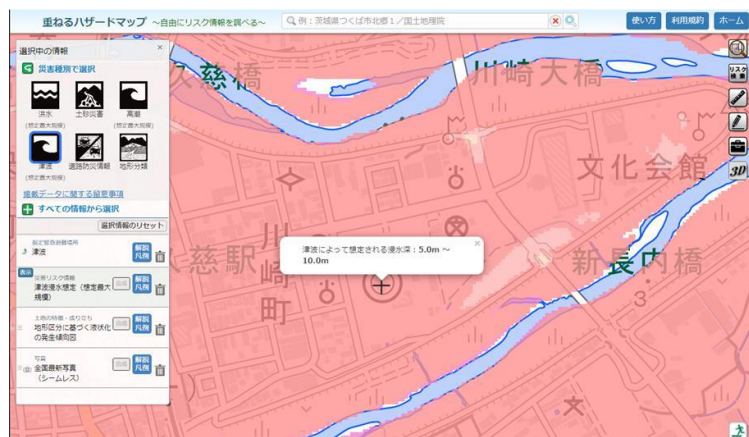 重ねるハザードマップ ～自由にリスク情報を調べる～
例：茨城県つくば市北郷1／国土地理院
使い方 利用規約 ホーム
選択中の情報
災害種別で選択
洪水 土砂災害 高潮
(想定最大規模) (想定最大規模)
津波 道路防災情報 地形分類
(想定最大規模)
掲載データに関する留意事項
すべての情報から選択
選択情報のリセット
指定緊急避難場所
津波
解説
凡例
表示
災害リスク情報
津波浸水想定（想定最大
規模）
解説
凡例
土地の特徴・成り立ち
地形区分に基づく液状化
の発生傾向図
解説
凡例
写真
全国最新写真
（シームレス）
解説
凡例
久慈橋
川崎大橋
文化会館
久慈駅
川崎町
新長内橋
長内
3
津波によって想定される浸水深：5.0m ～
10.0m
リスク
検索
3D